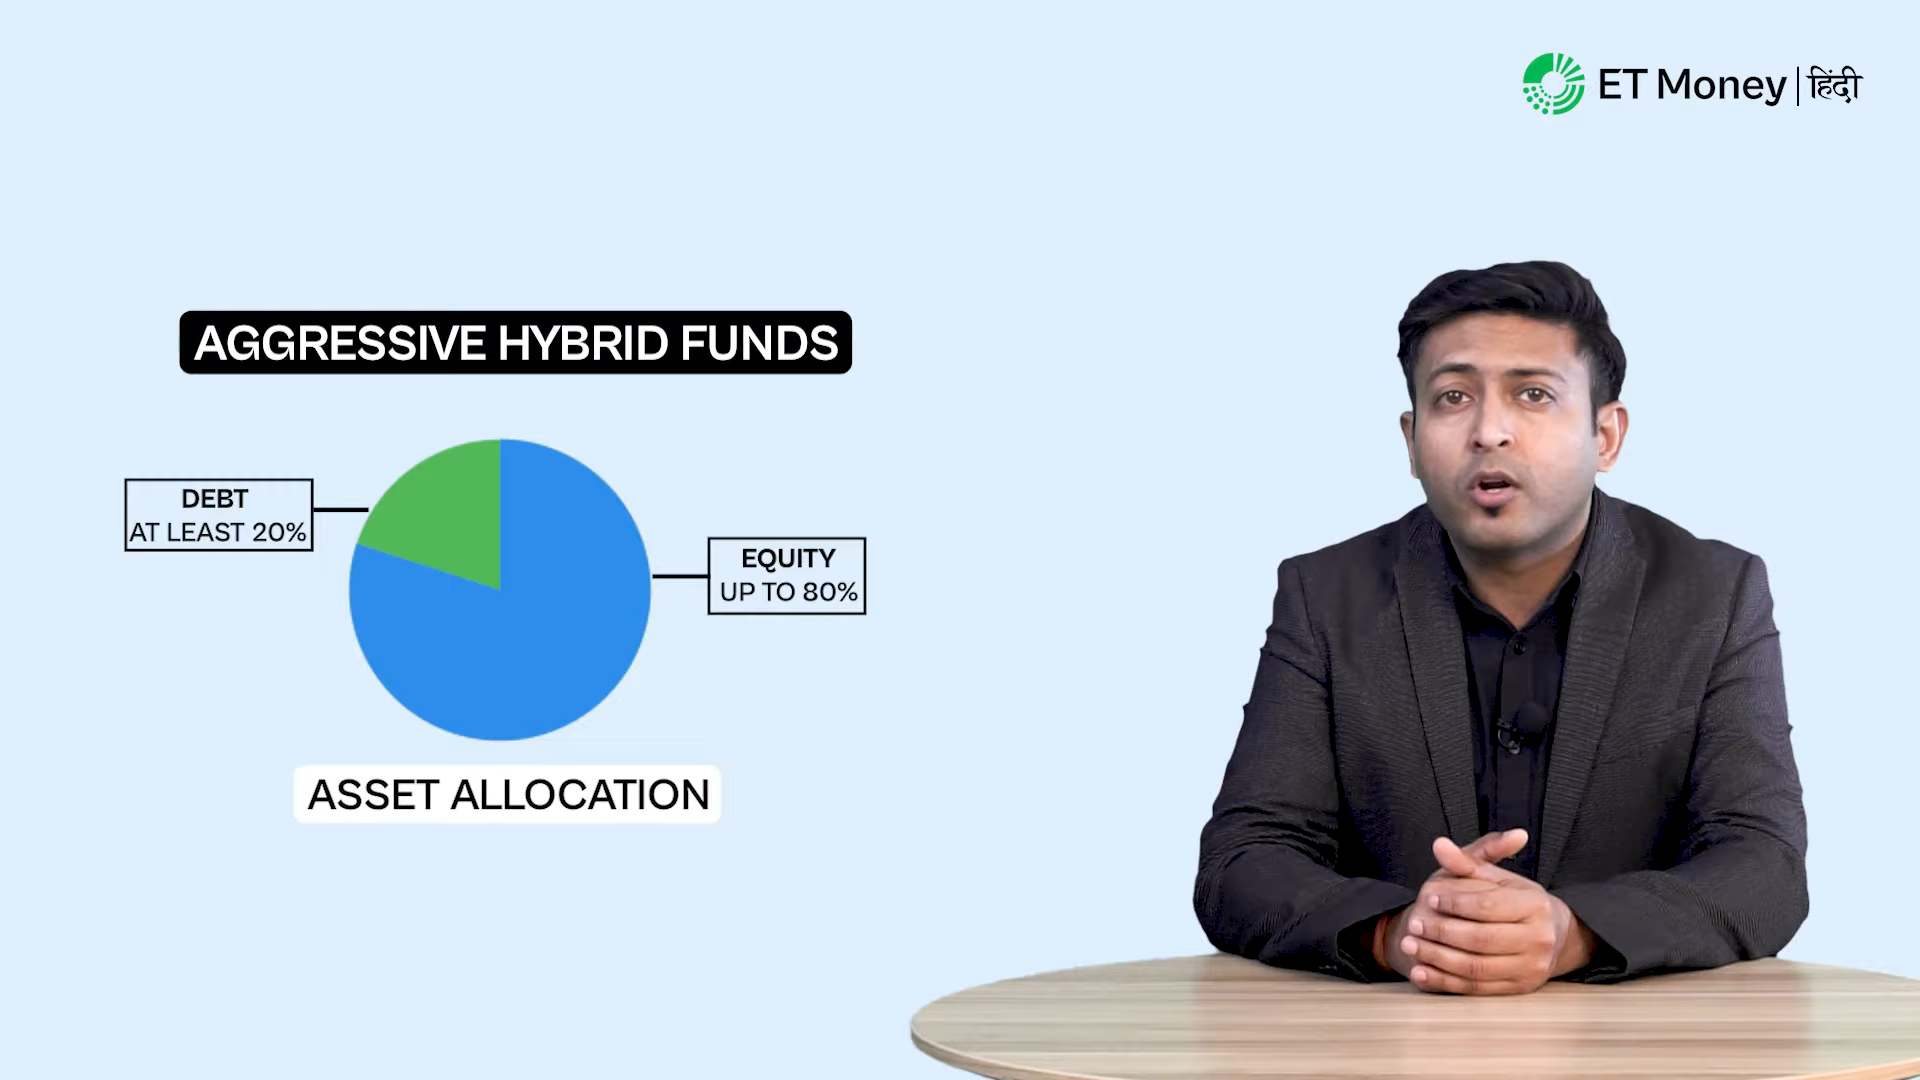 ET Money | हिंदी
AGGRESSIVE HYBRID FUNDS
DEBT
AT LEAST 20%
EQUITY
UP TO 80%
ASSET ALLOCATION